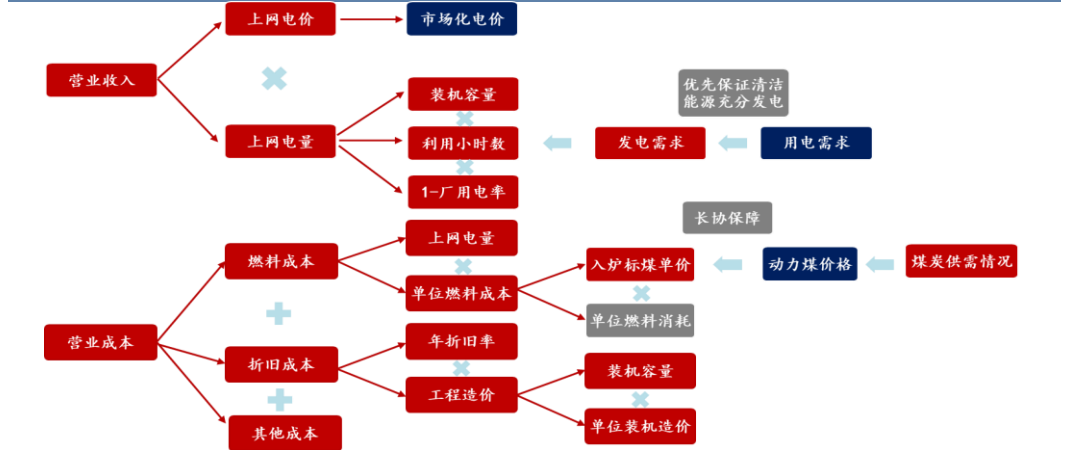 上网电价
市场化电价
营业收入
装机容量
优先保证清洁
能源充分发电
上网电量
利用小时数
发电需求
用电需求
1-厂用电率
长协保障
上网电量
燃料成本
入炉标煤单价
动力煤价格
煤炭供需情况
单位燃料成本
单位燃料消耗
营业成本
年折旧率
折旧成本
装机容量
工程造价
其他成本
单位装机造价